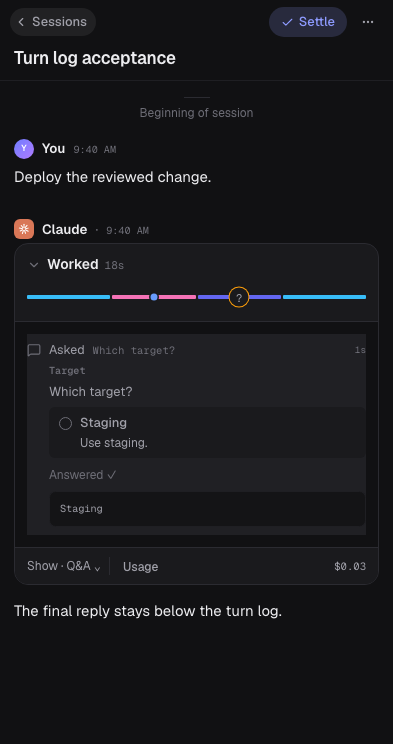 Sessions
Settle
Turn log acceptance
Beginning of session
Y
You 9:40 AM
Deploy the reviewed change.
Claude · 9:40 AM
Worked 18s
?
Asked Which target? 1s
Target
Which target?
Staging
Use staging.
Answered ✓
Staging
Show · Q&A Usage $0.03
The final reply stays below the turn log.